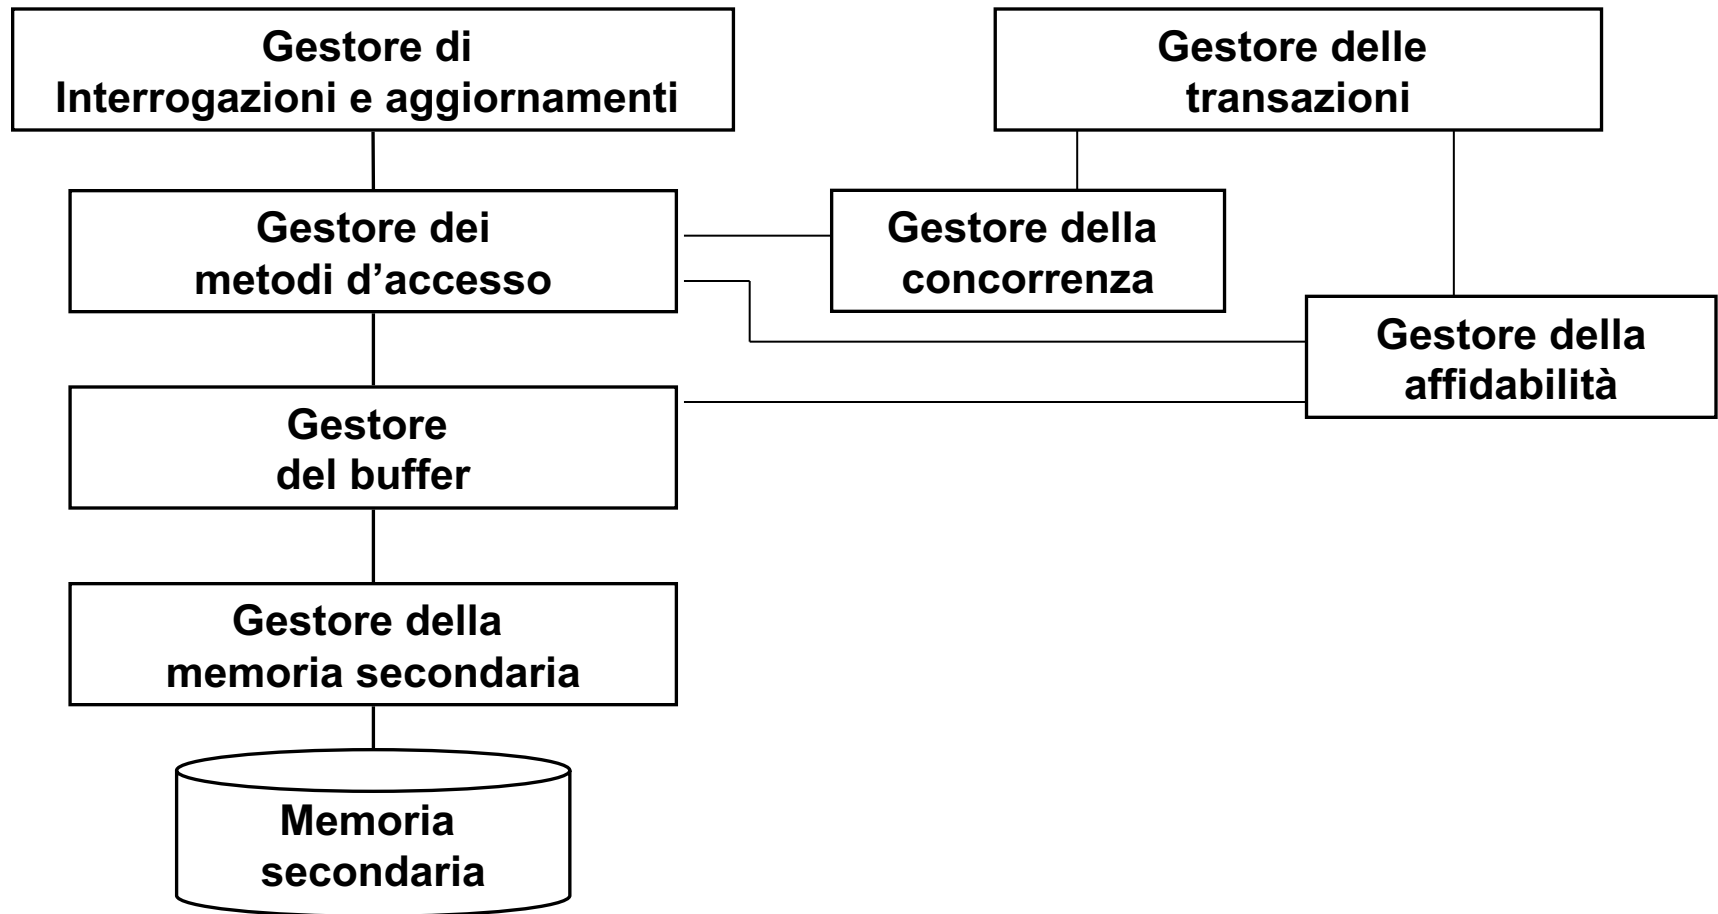 Gestore di
Interrogazioni e aggiornamenti
Gestore delle
transazioni
Gestore dei
metodi d’accesso
Gestore della
concorrenza
Gestore della
affidabilità
Gestore
del buffer
Gestore della
memoria secondaria
Memoria
secondaria